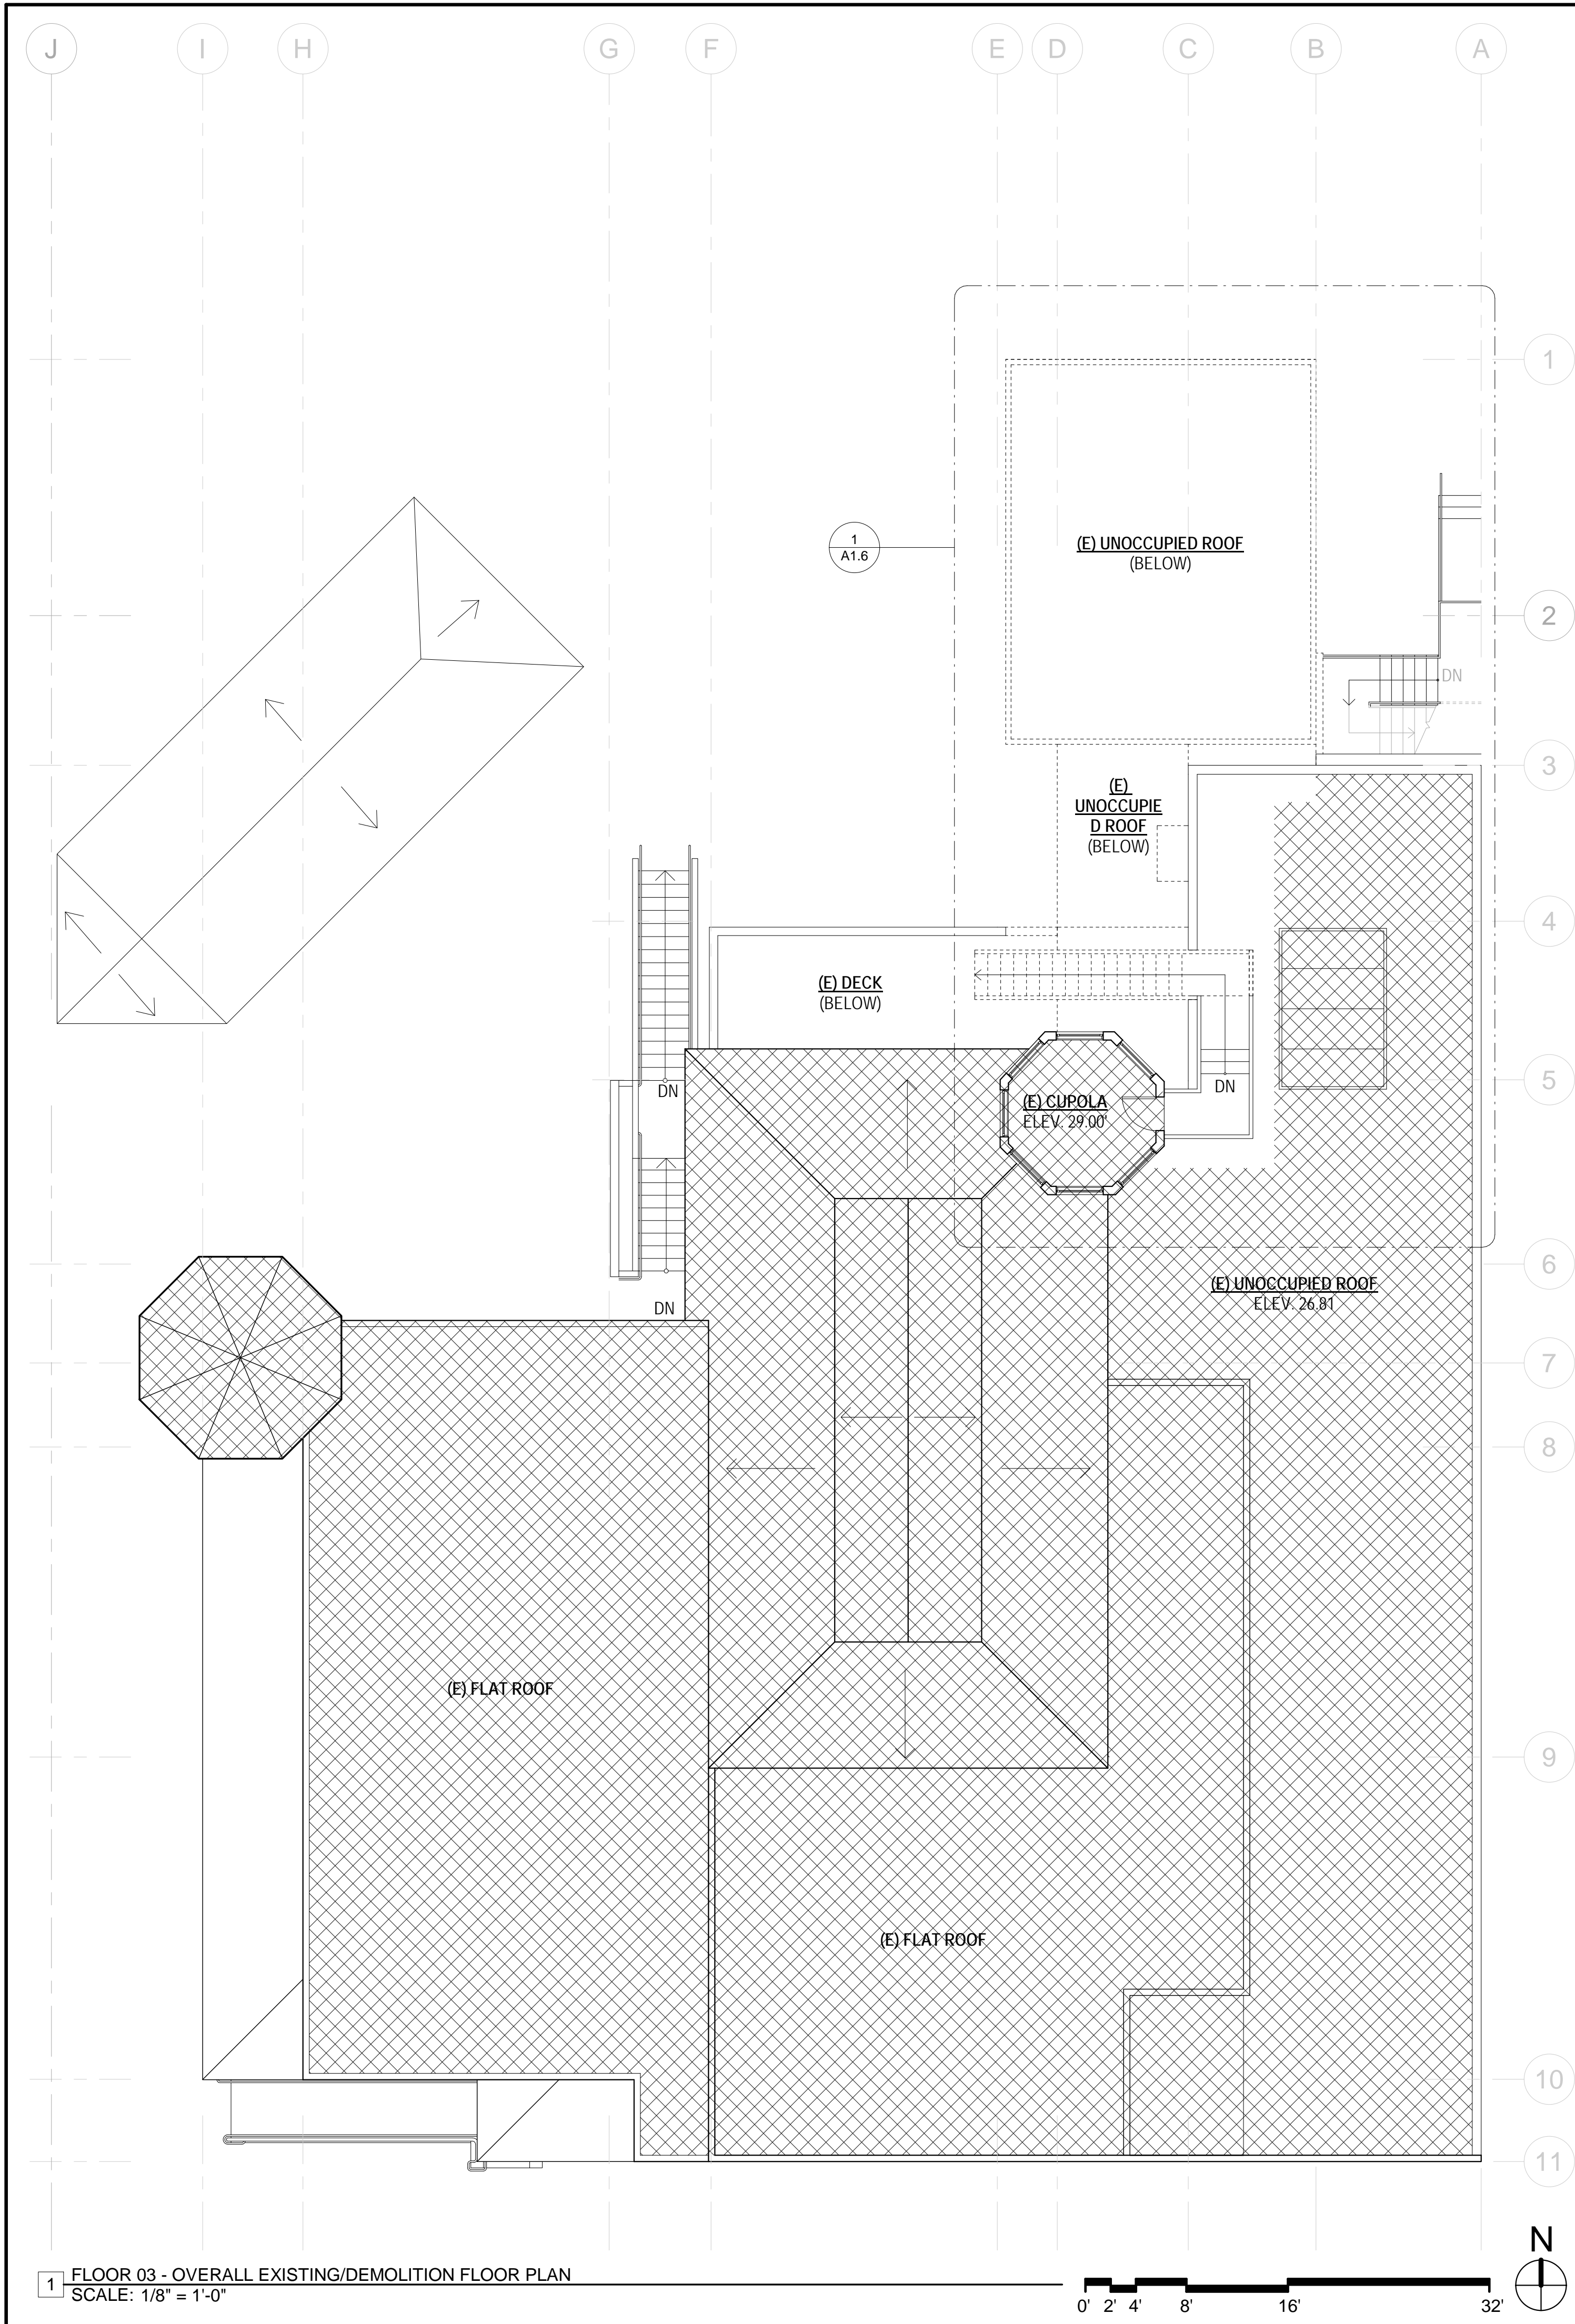 J I H G F E D C B A
1
1
A1.6
(E) UNOCCUPIED ROOF
(BELOW)
2
DN
3
(E)
UNOCCUPIE
D ROOF
(BELOW)
4
(E) DECK
(BELOW)
5
DN
DN
(E) CUPOLA
ELEV. 29.00'
6
(E) UNOCCUPIED ROOF
ELEV. 26.81
DN
7
8
(E) FLAT ROOF
9
(E) FLAT ROOF
10
11
N
1
FLOOR 03 - OVERALL EXISTING/DEMOLITION FLOOR PLAN
SCALE: 1/8" = 1'-0"
0' 2' 4' 8' 16' 32'